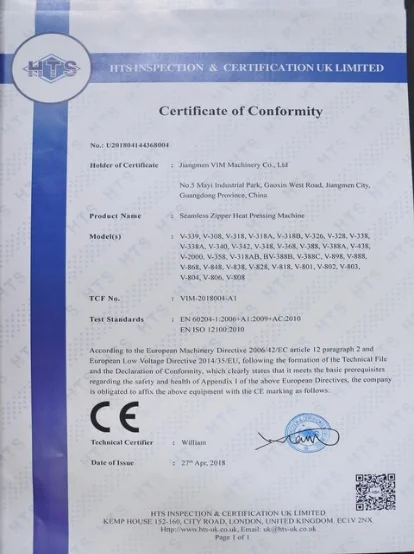 HTS
HTS INSPECTION & CERTIFICATION UK LIMITED
Certificate of Conformity
No.: U201804144368004
Holder of Certificate : Jiangmen VIM Machinery Co., Ltd
No.5 Mayi Industrial Park, Gaoxin West Road, Jiangmen City,
Guangdong Province, China
Product Name : Seamless Zipper Heat Pressing Machine
Model(s) : V-339, V-308, V-318, V-318A, V-318B, V-326, V-328, V-338,
V-338A, V-340, V-342, V-348, V-368, V-388, V-388A, V-438,
V-2000, V-358, V-318AB, BV-388B, V-388C, V-898, V-888,
V-868, V-848, V-838, V-828, V-818, V-801, V-802, V-803,
V-804, V-806, V-808
TCF No. : VIM-2018004-A1
Test Standards : EN 60204-1:2006+A1:2009+AC:2010
EN ISO 12100:2010
According to the European Machinery Directive 2006/42/EC article 12 paragraph 2 and
European Low Voltage Directive 2014/35/EU, following the formation of the Technical File
and the Declaration of Conformity, which clearly states that it meets the basic prerequisites
regarding the safety and health of Appendix I of the above European Directives, the company
is obligated to affix the above equipment with the CE marking as follows.
CE
Technical Certifier : William
Date of Issue : 27th Apr, 2018
HTS INSPECTION & CERTIFICATION UK LIMITED
KEMP HOUSE 152-160, CITY ROAD, LONDON, UNITED KINGDOM. EC1V 2NX
Http://www.hts-uk.co.uk, Email: uk@hts-uk.co.uk
Page 1 of 1